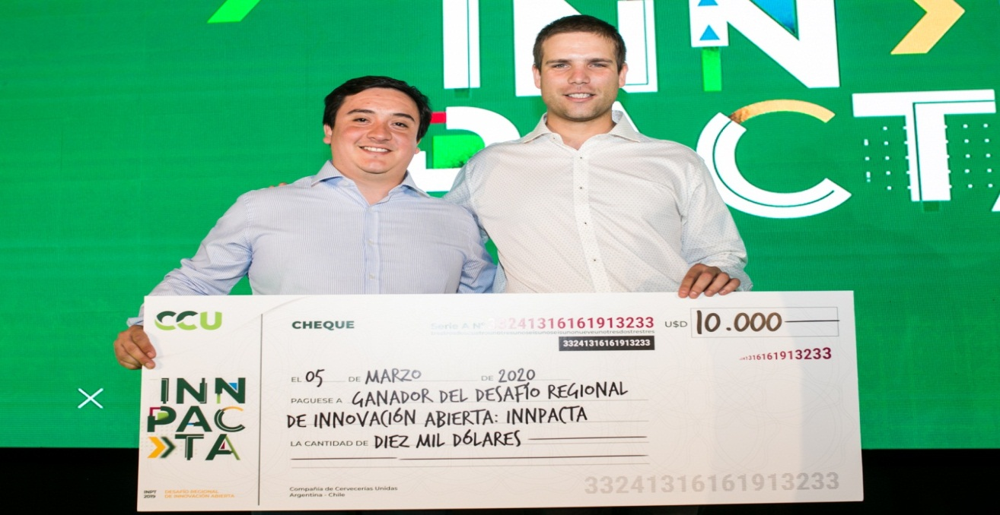 INN
PACTA
CCU
CHEQUE
Serie A N° 33241316161913233
U$D 10.000
33241316161913233
33241316161913233
EL 05 DE MARZO DE 2020
PAGUESE A GANADOR DEL DESAFÍO REGIONAL
DE INNOVACIÓN ABIERTA: INNPACTA
LA CANTIDAD DE DIEZ MIL DÓLARES
INN
PAC
TA
INPT
2019
DESAFÍO REGIONAL
DE INNOVACIÓN ABIERTA
Compañía de Cervecerías Unidas
Argentina - Chile
33241316161913233